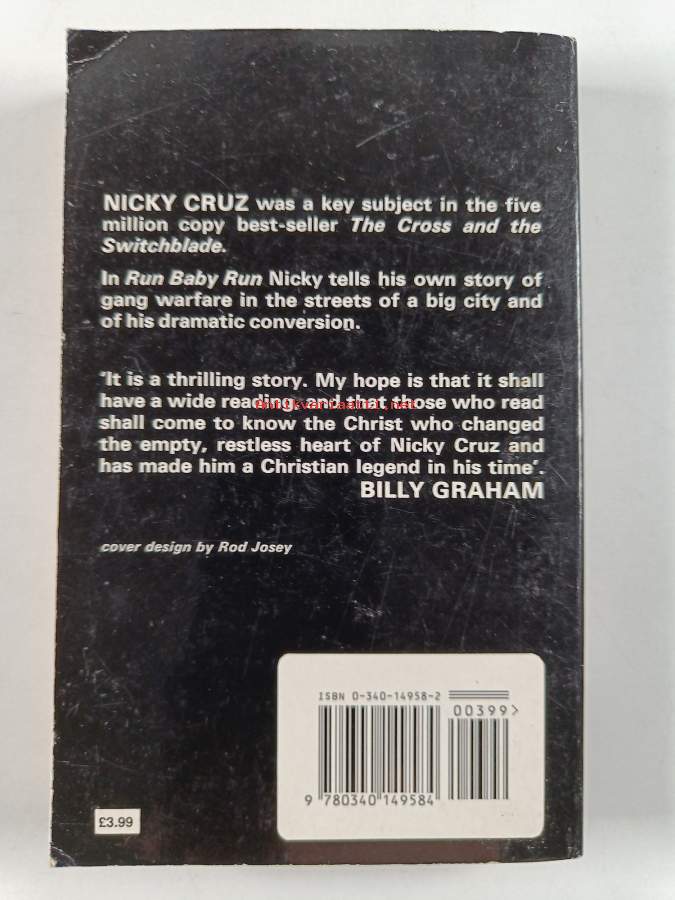 NICKY CRUZ was a key subject in the five
million copy best-seller The Cross and the
Switchblade.
In Run Baby Run Nicky tells his own story of
gang warfare in the streets of a big city and
of his dramatic conversion.
'It is a thrilling story. My hope is that it shall
have a wide reading, and that those who read
antikvariaatti.net
shall come to know the Christ who changed
the empty, restless heart of Nicky Cruz and
has made him a Christian legend in his time'.
BILLY GRAHAM
cover design by Rod Josey
ISBN 0-340-14958-2
00399>
9 780340 149584
£3.99